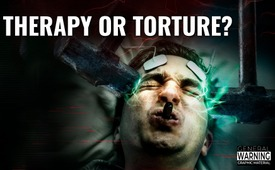 THERAPY OR TORTURE?
GENERAL
WARNING
GRAPHIC MATERIAL